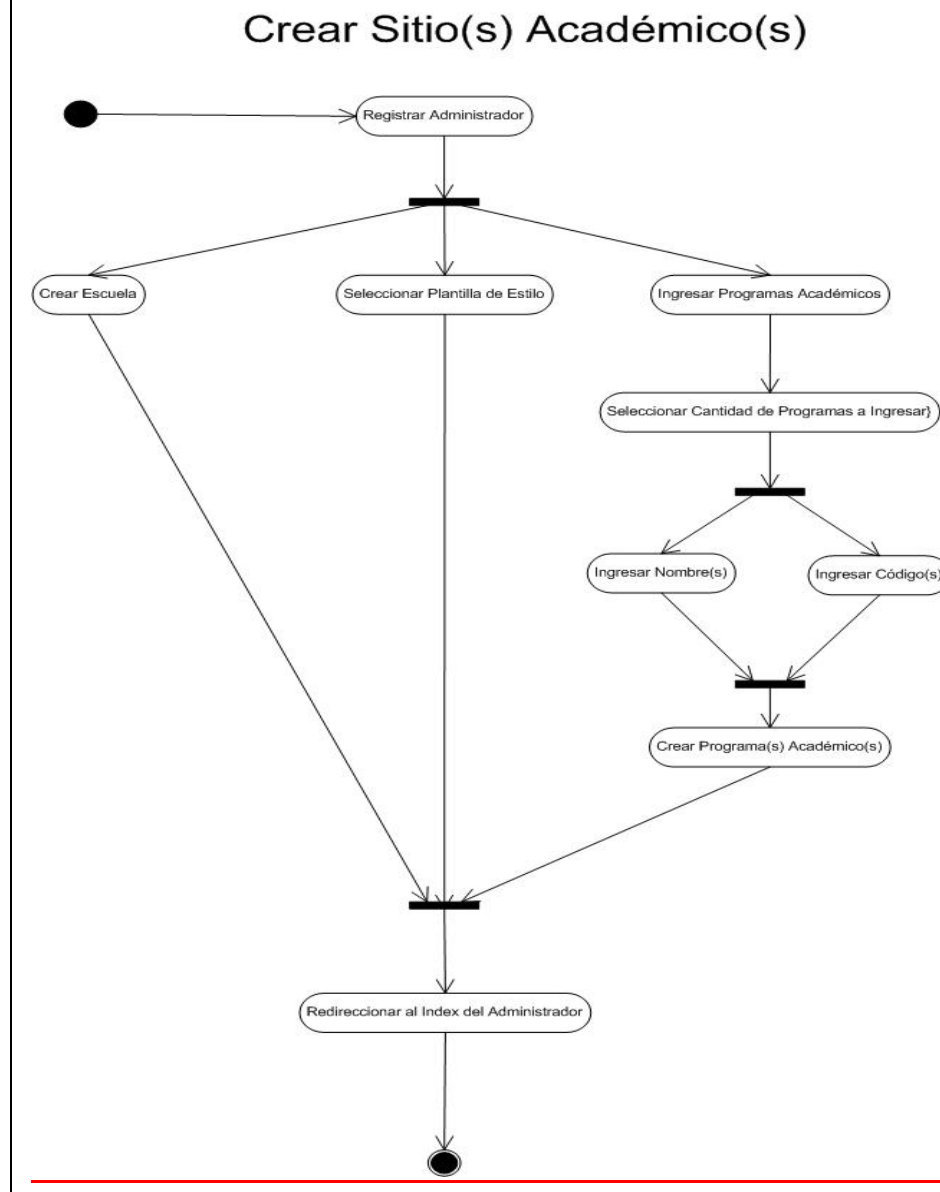 Crear Sitio(s) Académico(s)
Registrar Administrador
Crear Escuela
Seleccionar Plantilla de Estilo
Ingresar Programas Académicos
Seleccionar Cantidad de Programas a Ingresar}
Ingresar Nombre(s)
Ingresar Código(s)
Crear Programa(s) Académico(s)
Redireccionar al Index del Administrador